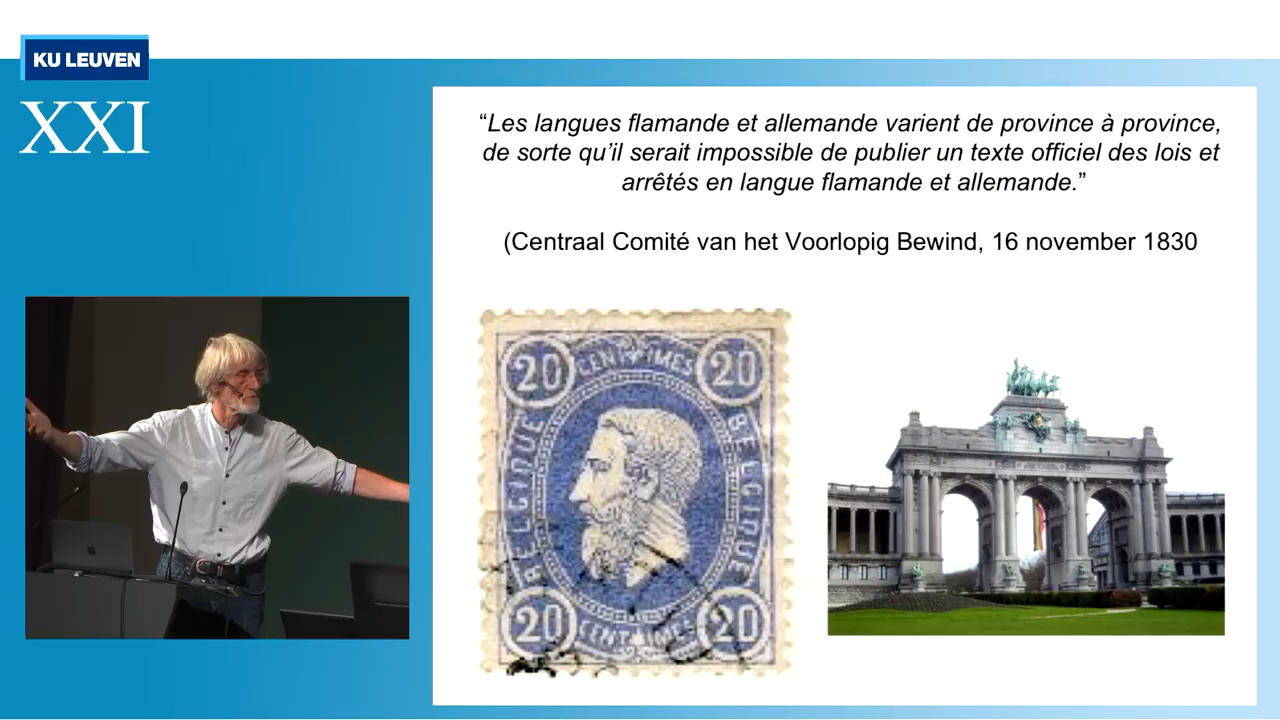 KU LEUVEN
XXI
“Les langues flamande et allemande varient de province à province,
de sorte qu’il serait impossible de publier un texte officiel des lois et
arrêtés en langue flamande et allemande.”
(Centraal Comité van het Voorlopig Bewind, 16 november 1830
20 CENTIMES 20
BELGIQUE
BELGIQUE
20 CENTIMES 20